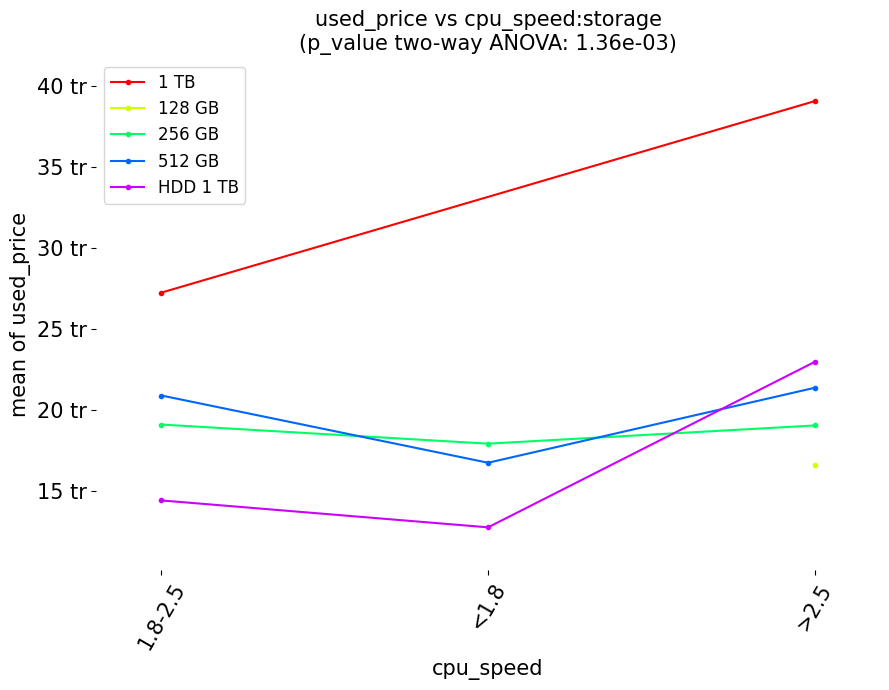 used_price vs cpu_speed:storage
(p_value two-way ANOVA: 1.36e-03)
1 TB
128 GB
256 GB
512 GB
HDD 1 TB
40 tr
35 tr
30 tr
25 tr
20 tr
15 tr
mean of used_price
1.8-2.5
<1.8
>2.5
cpu_speed